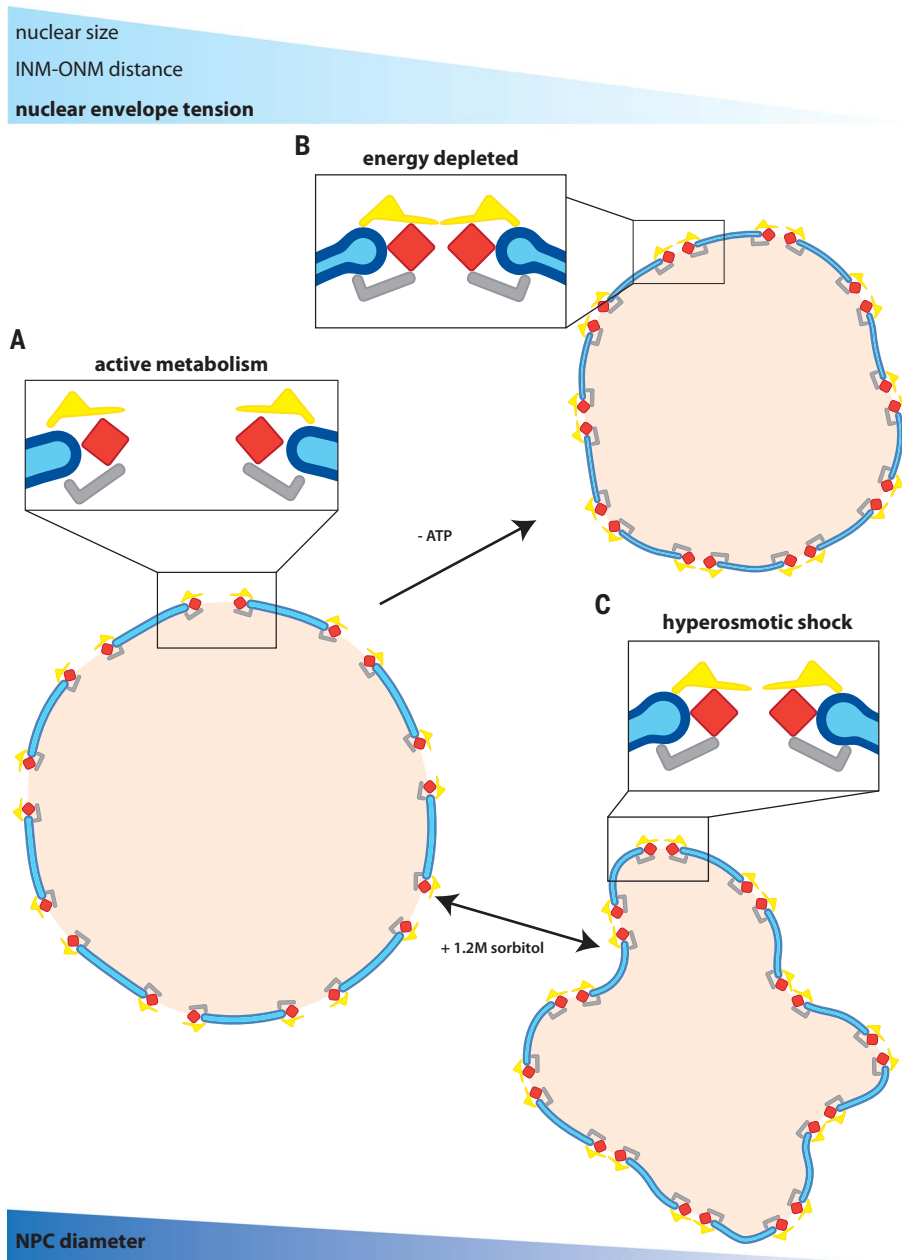 nuclear size
INM-ONM distance
nuclear envelope tension
B
energy depleted
A
active metabolism
- ATP
C
hyperosmotic shock
+ 1.2M sorbitol
NPC diameter